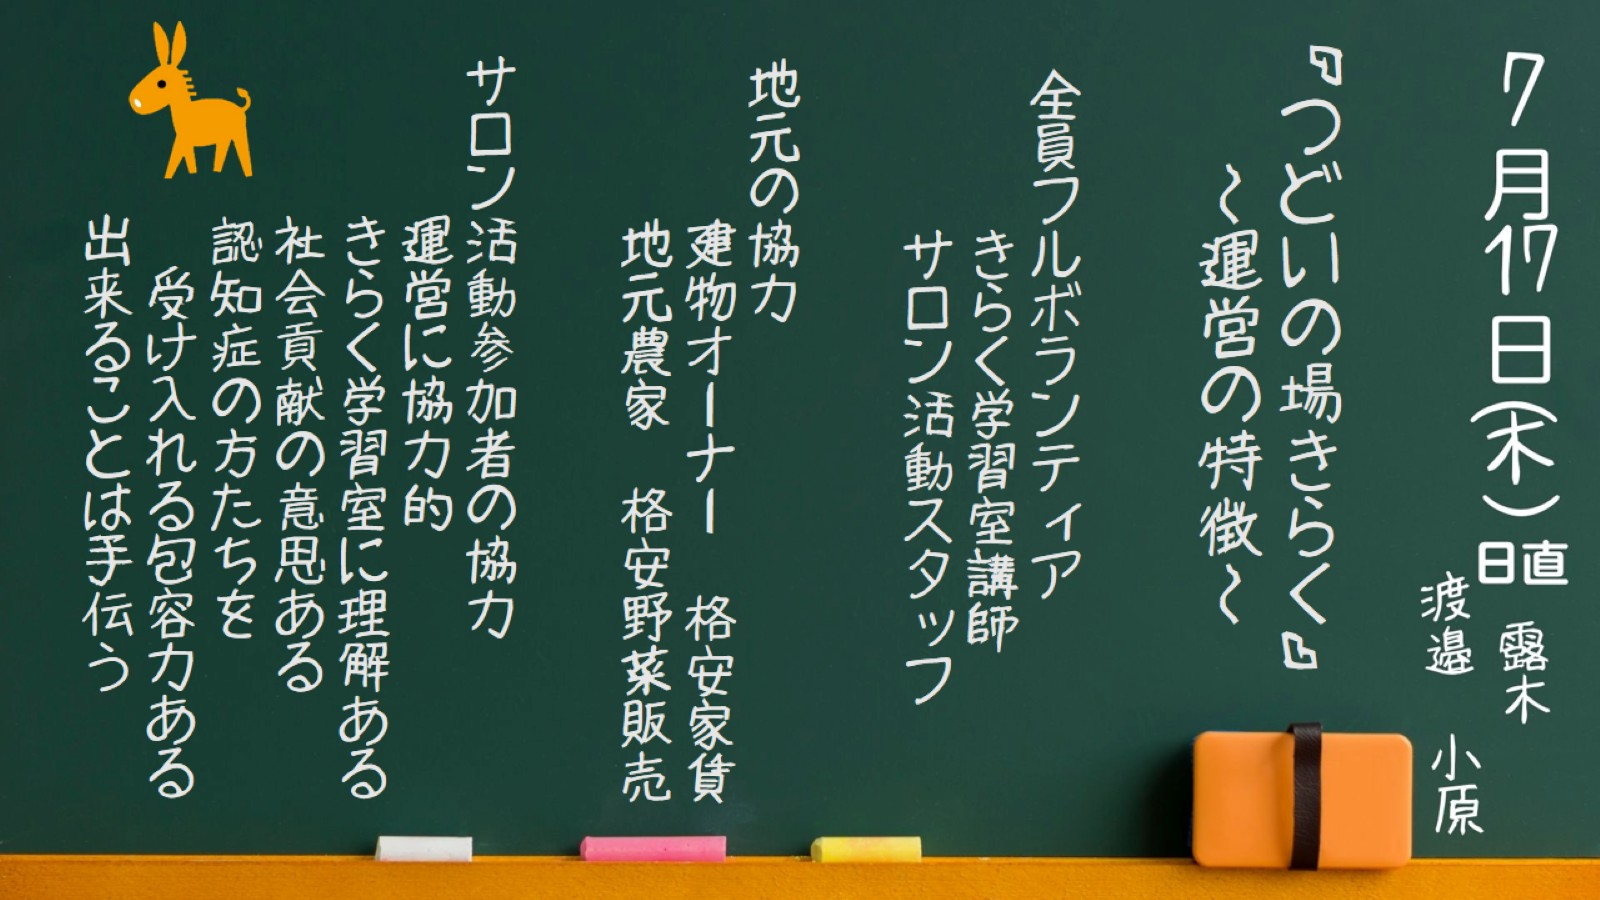 7月17日(木)
日直 露木
渡邉 小原
『つどいの場きらく』
～運営の特徴～
全員フルボランティア
きらく学習室講師
サロン活動スタッフ
地元の協力
建物オーナー 格安家賃
地元農家 格安野菜販売
サロン活動参加者の協力
運営に協力的
きらく学習室に理解ある
社会貢献の意思ある
認知症の方たちを
受け入れる包容力ある
出来ることは手伝う